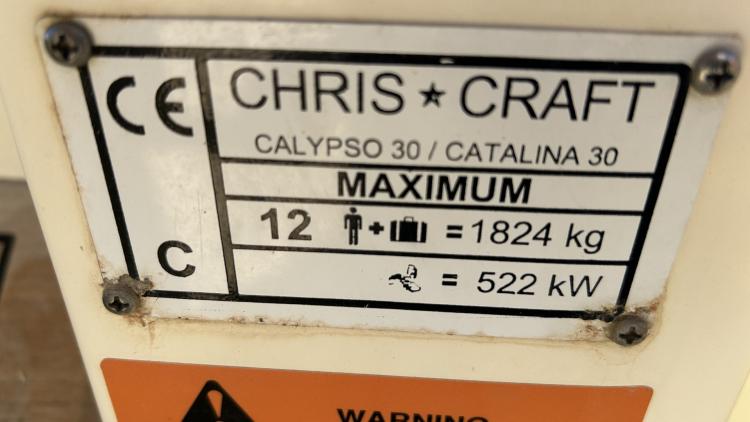 CE
CHRIS ★ CRAFT
CALYPSO 30 / CATALINA 30
MAXIMUM
12 + = 1824 kg
C
= 522 kW
WARNING